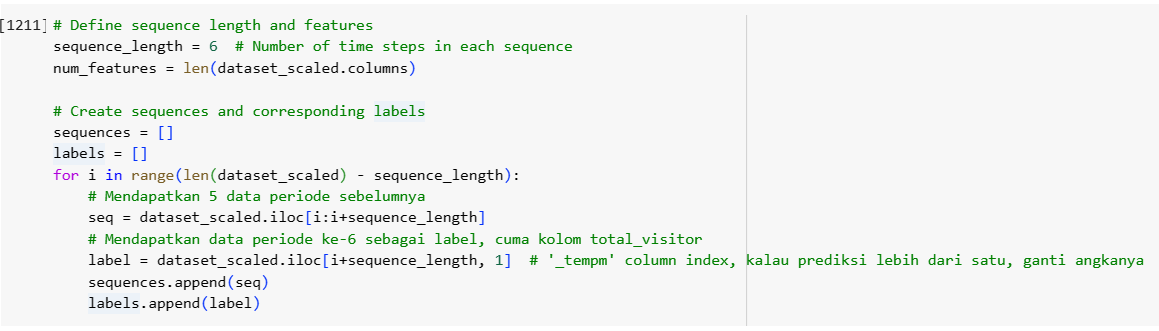 [1211] # Define sequence length and features
sequence_length = 6  # Number of time steps in each sequence
num_features = len(dataset_scaled.columns)
# Create sequences and corresponding labels
sequences = []
labels = []
for i in range(len(dataset_scaled) - sequence_length):
    # Mendapatkan 5 data periode sebelumnya
    seq = dataset_scaled.iloc[i:i+sequence_length]
    # Mendapatkan data periode ke-6 sebagai label, cuma kolom total_visitor
    label = dataset_scaled.iloc[i+sequence_length, 1]  # '_tempm' column index, kalau prediksi lebih dari satu, ganti angkanya
    sequences.append(seq)
    labels.append(label)